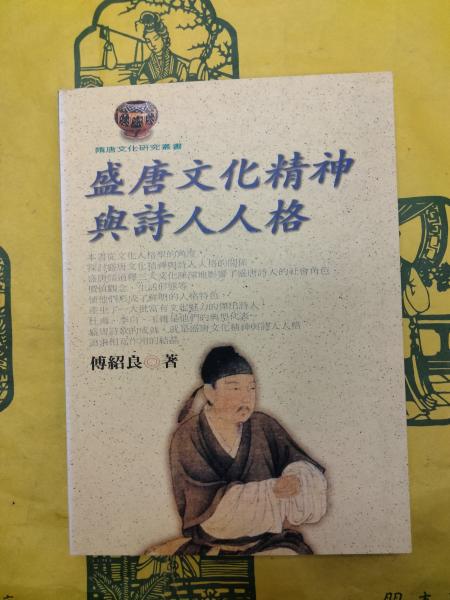 隋唐文化研究叢書
盛唐文化精神
與詩人人格
本書從文化人格學的角度，
探討盛唐文化精神與詩人人格的關係，
盛唐儒道釋三大文化深深地影響了盛唐詩人的社會角色、
價值觀念、生活形態等，
使他們形成了鮮明的人格特色，
產生了一大批富有文化魅力的傑出詩人，
杜甫、李白、王維是他們的典型代表。
盛唐詩歌的成就，就是盛唐文化精神與詩人人格
相互作用的結晶。
傅紹良◎著